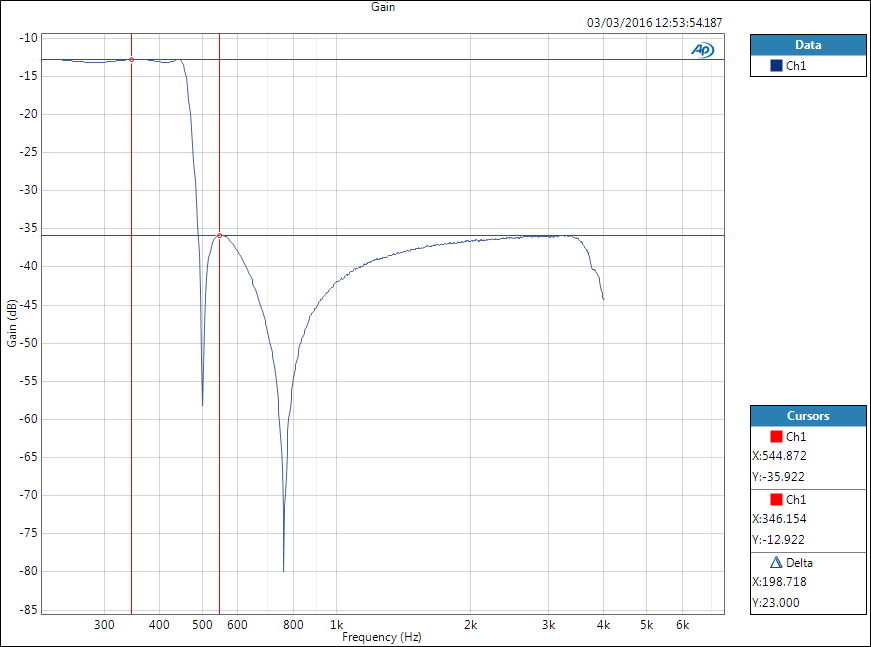 Gain
03/03/2016 12:53:54.187
AP
Data
Ch1
-10
-15
-20
-25
-30
-35
-40
-45
-50
-55
-60
-65
-70
-75
-80
-85
Gain (dB)
300 400 500 600 800 1k 2k 3k 4k 5k 6k
Frequency (Hz)
Cursors
Ch1
X:544.872
Y:-35.922
Ch1
X:346.154
Y:-12.922
Delta
X:198.718
Y:23.000